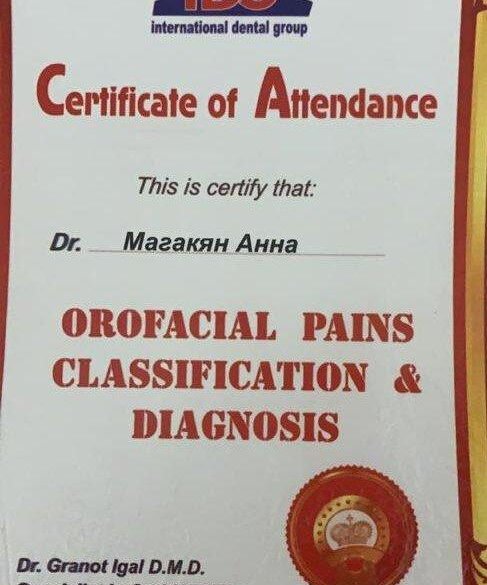 international dental group
Certificate of Attendance
This is certify that:
Dr. Магакян Анна
OROFACIAL PAINS
CLASSIFICATION &
DIAGNOSIS
Dr. Granot Igal D.M.D.